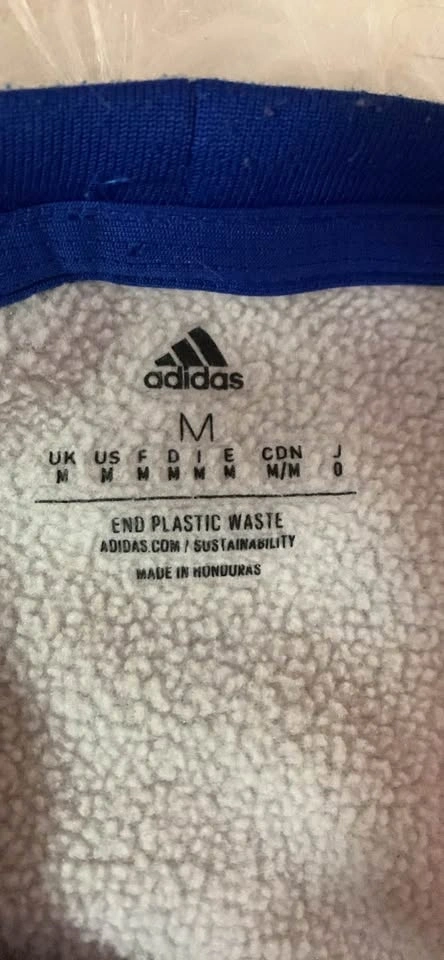 adidas
M
UK US F D I E CDN J
M M M M M M M/M O
END PLASTIC WASTE
ADIDAS.COM / SUSTAINABILITY
MADE IN HONDURAS